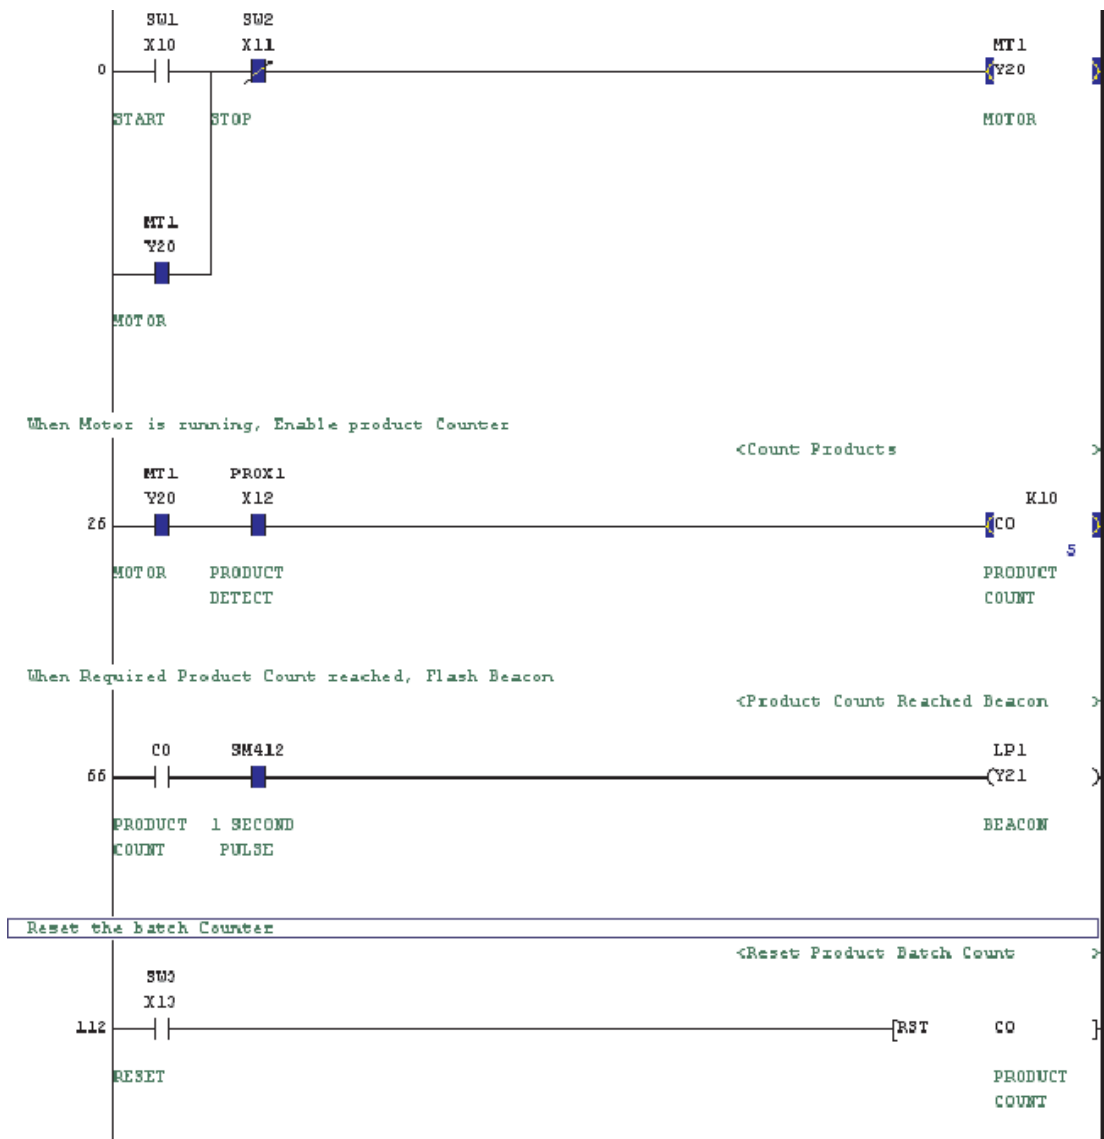 SW1 SW2
X10 X11 MT1
0 Y20
START STOP MOTOR
MT1
Y20
MOTOR
When Motor is running, Enable product Counter
<Count Products >
MT1 PROX1
Y20 X12 K10
26 C0
5
MOTOR PRODUCT PRODUCT
DETECT COUNT
When Required Product Count reached, Flash Beacon
<Product Count Reached Beacon >
C0 SM412 LP1
66 Y21
PRODUCT 1 SECOND BEACON
COUNT PULSE
Reset the batch Counter
<Reset Product Batch Count >
SW3
X13
112 [RST C0 ]
RESET PRODUCT
COUNT